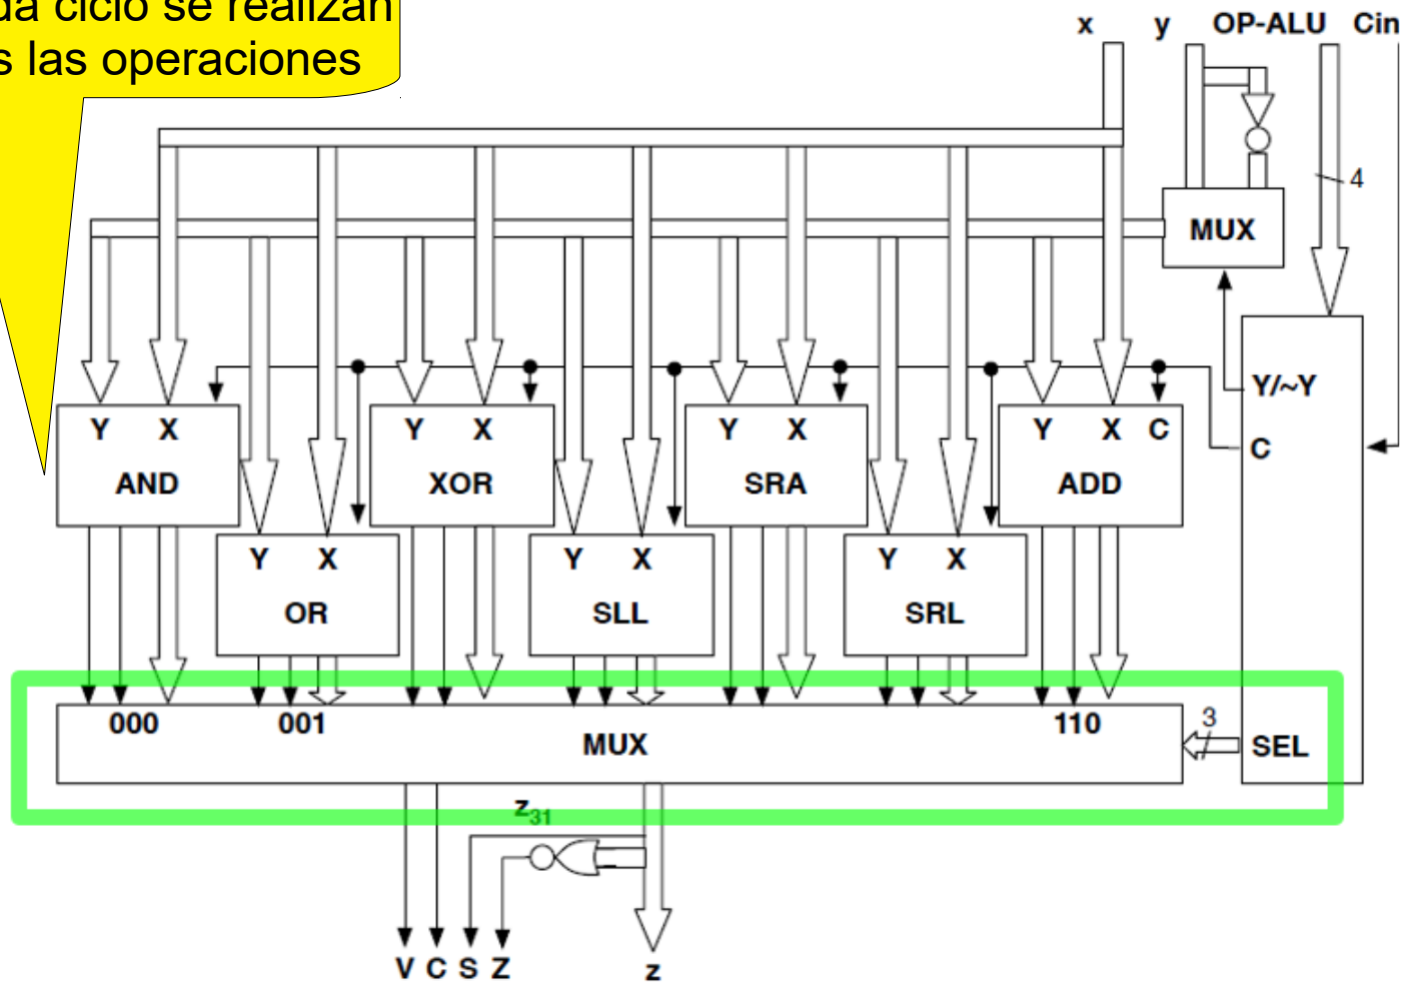 ciclo se realizan
las operaciones
x y OP-ALU Cin
4
MUX
Y/~Y
C
Y X
AND
Y X
XOR
Y X
SRA
Y X C
ADD
Y X
OR
Y X
SLL
Y X
SRL
000 001 110
MUX
3
SEL
z31
V C S Z z